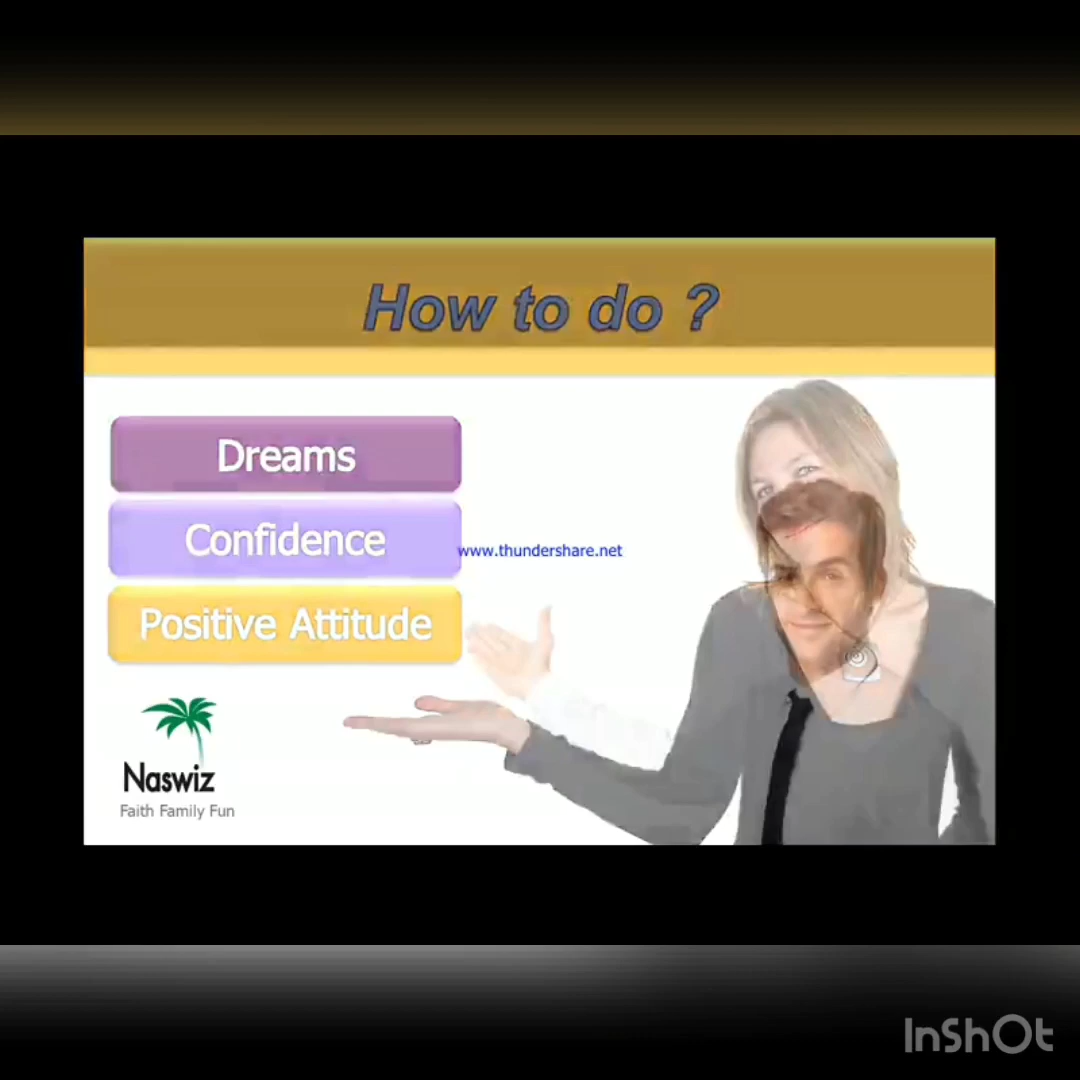 How to do ?
Dreams
Confidence
www.thundershare.net
Positive Attitude
Naswiz
Faith Family Fun
InShOt